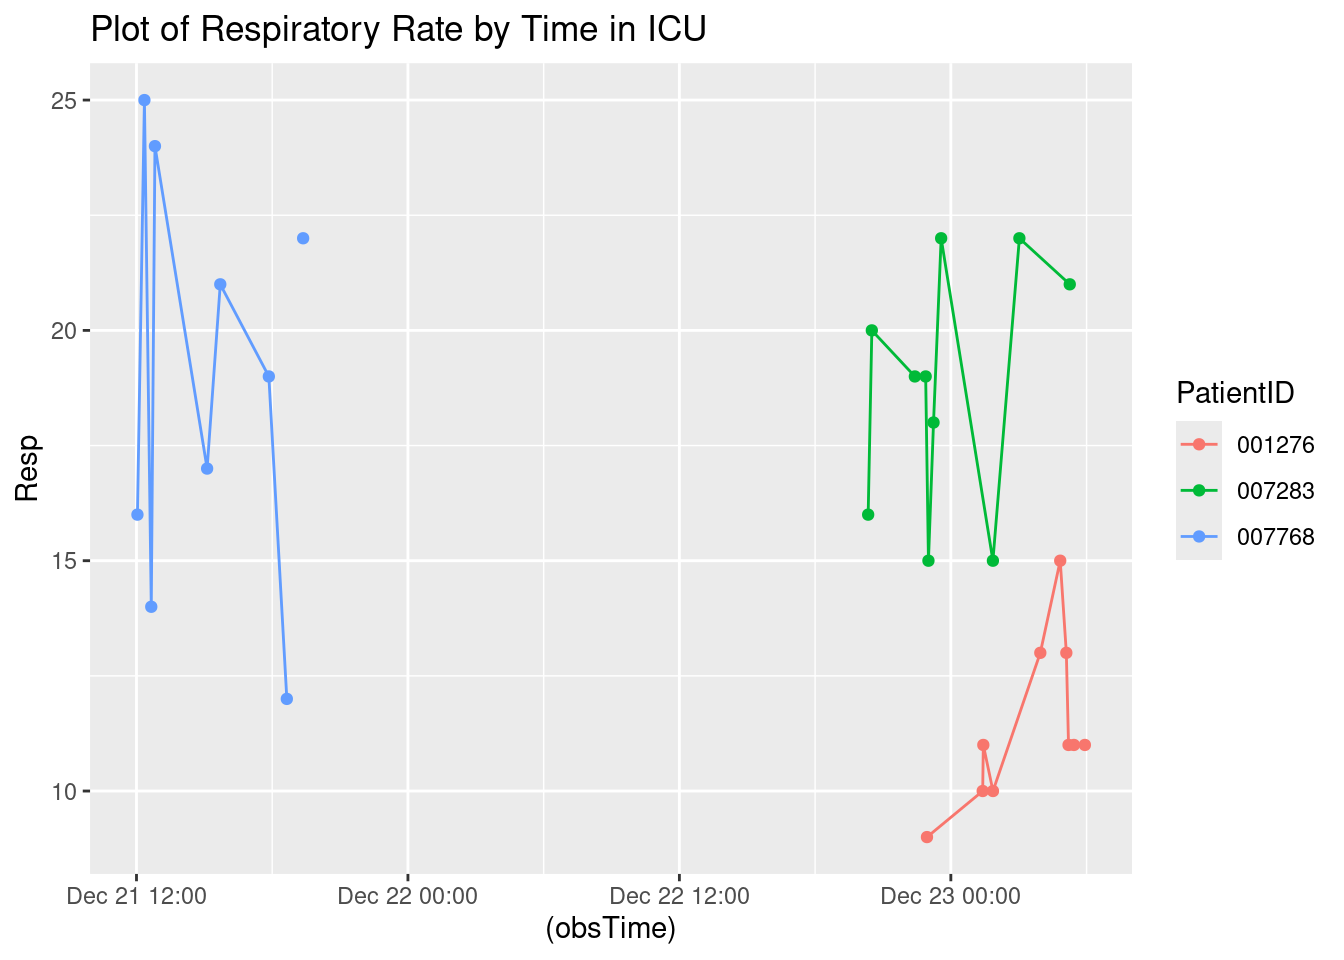 Plot of Respiratory Rate by Time in ICU
25
20
15
10
Resp
Dec 21 12:00
Dec 22 00:00
Dec 22 12:00
Dec 23 00:00
(obsTime)
PatientID
001276
007283
007768